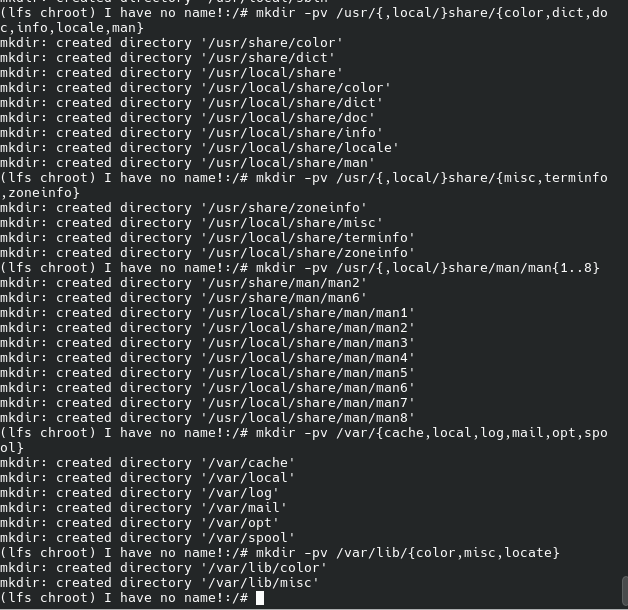 (lfs chroot) I have no name!:/# mkdir -pv /usr/{,local/}share/{color,dict,do
c,info,locale,man}
mkdir: created directory '/usr/share/color'
mkdir: created directory '/usr/share/dict'
mkdir: created directory '/usr/local/share'
mkdir: created directory '/usr/local/share/color'
mkdir: created directory '/usr/local/share/dict'
mkdir: created directory '/usr/local/share/doc'
mkdir: created directory '/usr/local/share/info'
mkdir: created directory '/usr/local/share/locale'
mkdir: created directory '/usr/local/share/man'
(lfs chroot) I have no name!:/# mkdir -pv /usr/{,local/}share/{misc,terminfo
,zoneinfo}
mkdir: created directory '/usr/share/zoneinfo'
mkdir: created directory '/usr/local/share/misc'
mkdir: created directory '/usr/local/share/terminfo'
mkdir: created directory '/usr/local/share/zoneinfo'
(lfs chroot) I have no name!:/# mkdir -pv /usr/{,local/}share/man/man{1..8}
mkdir: created directory '/usr/share/man/man2'
mkdir: created directory '/usr/share/man/man6'
mkdir: created directory '/usr/local/share/man/man1'
mkdir: created directory '/usr/local/share/man/man2'
mkdir: created directory '/usr/local/share/man/man3'
mkdir: created directory '/usr/local/share/man/man4'
mkdir: created directory '/usr/local/share/man/man5'
mkdir: created directory '/usr/local/share/man/man6'
mkdir: created directory '/usr/local/share/man/man7'
mkdir: created directory '/usr/local/share/man/man8'
(lfs chroot) I have no name!:/# mkdir -pv /var/{cache,local,log,mail,opt,spo
ol}
mkdir: created directory '/var/cache'
mkdir: created directory '/var/local'
mkdir: created directory '/var/log'
mkdir: created directory '/var/mail'
mkdir: created directory '/var/opt'
mkdir: created directory '/var/spool'
(lfs chroot) I have no name!:/# mkdir -pv /var/lib/{color,misc,locate}
mkdir: created directory '/var/lib/color'
mkdir: created directory '/var/lib/misc'
(lfs chroot) I have no name!:/#